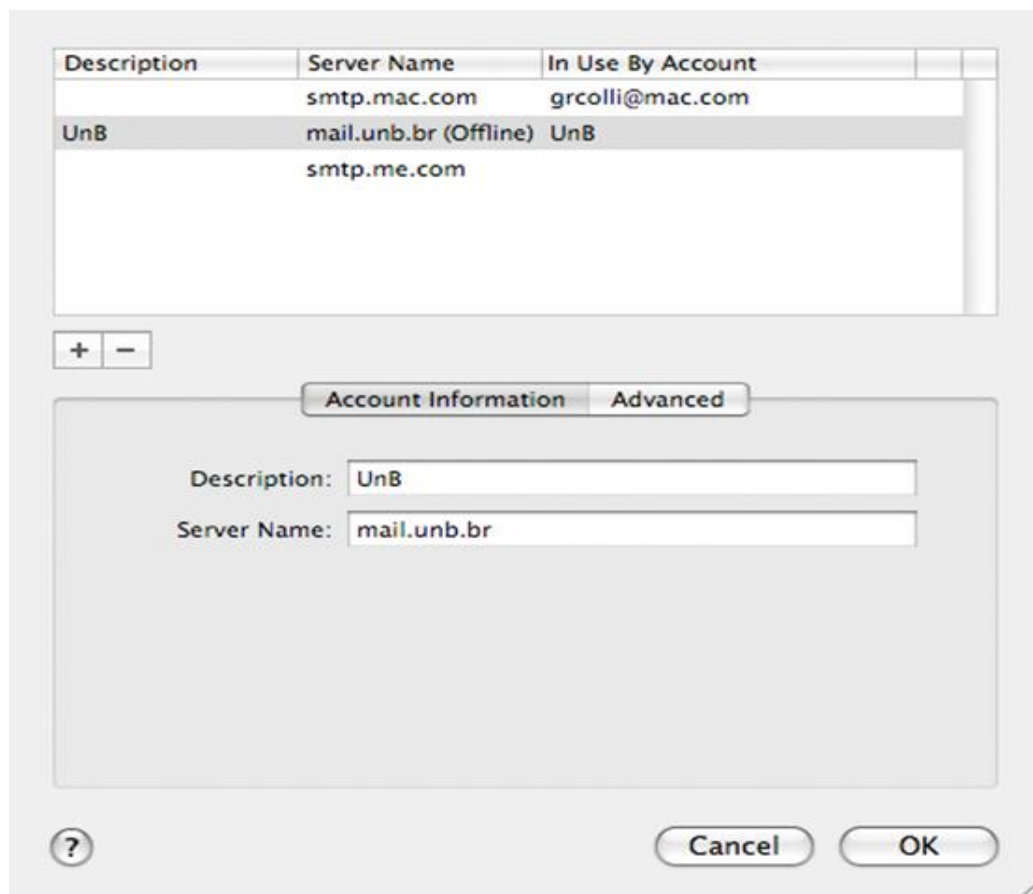 Description Server Name In Use By Account
smtp.mac.com grcolli@mac.com
UnB mail.unb.br (Offline) UnB
smtp.me.com
+ −
Account Information Advanced
Description: UnB
Server Name: mail.unb.br
? Cancel OK